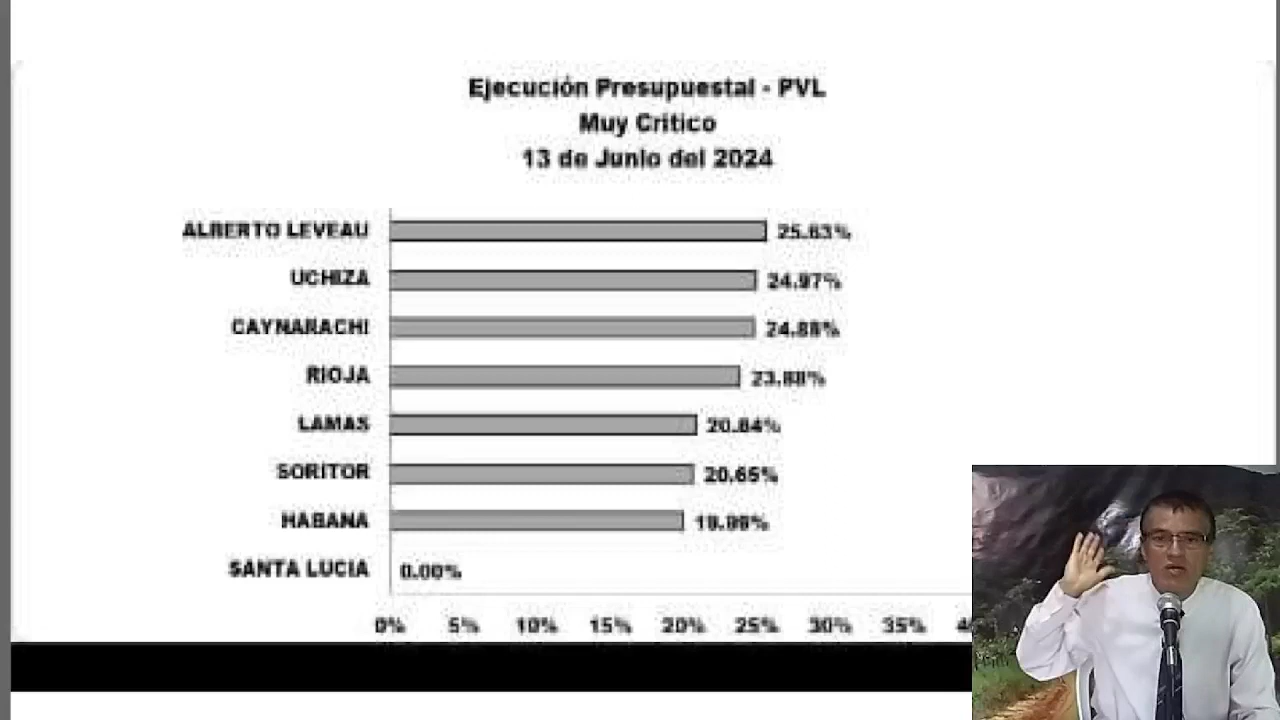 Ejecución Presupuestal - PVL
Muy Crítico
13 de Junio del 2024
ALBERTO LEVEAU 25.63%
UCHIZA 24.97%
CAYNARACHI 24.88%
RIOJA 23.88%
LAMAS 20.84%
SORITOR 20.65%
HABANA 19.99%
SANTA LUCIA 0.00%
0% 5% 10% 15% 20% 25% 30% 35%